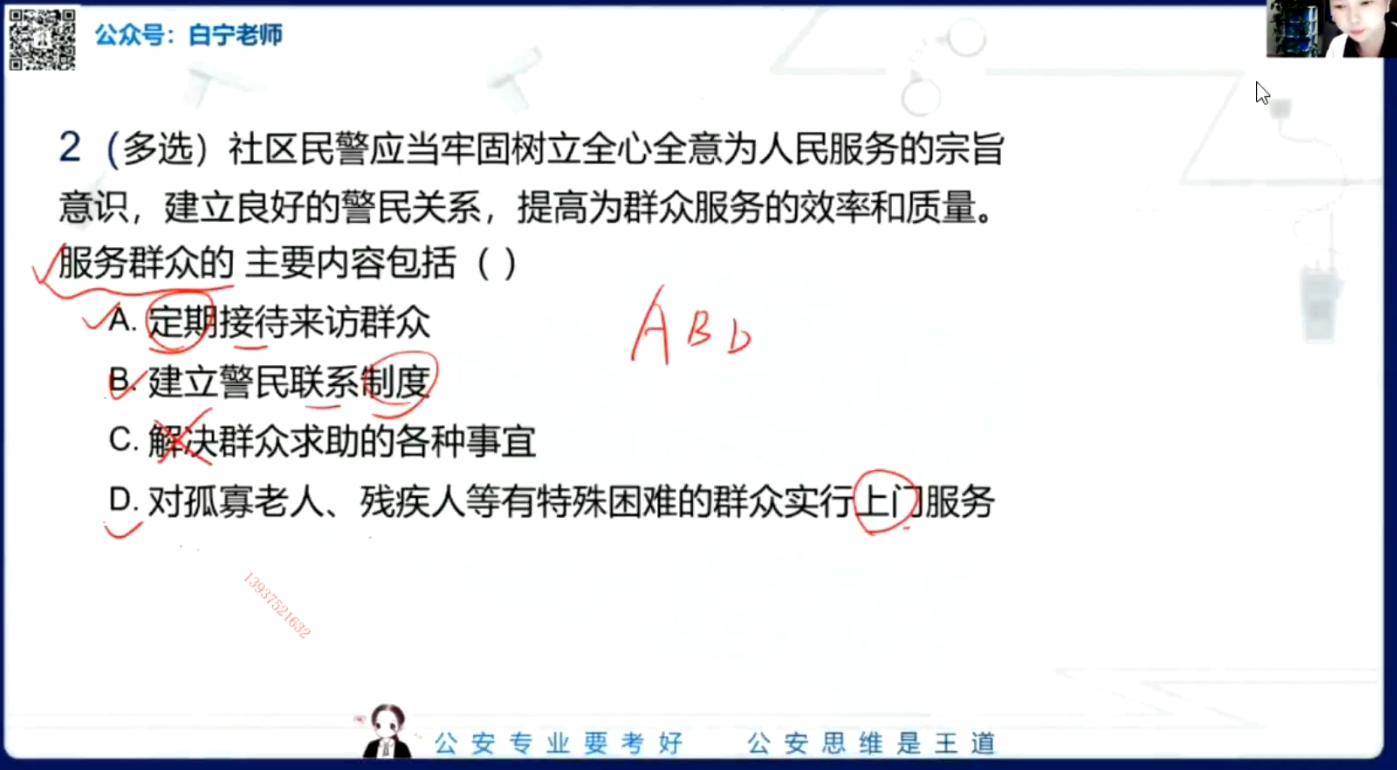 公众号：白宁老师
2（多选）社区民警应当牢固树立全心全意为人民服务的宗旨
意识，建立良好的警民关系，提高为群众服务的效率和质量。
服务群众的 主要内容包括（ ）
A. 定期接待来访群众
B. 建立警民联系制度
C. 解决群众求助的各种事宜
D. 对孤寡老人、残疾人等有特殊困难的群众实行上门服务
ABD
13937521632
公安专业要考好 公安思维是王道